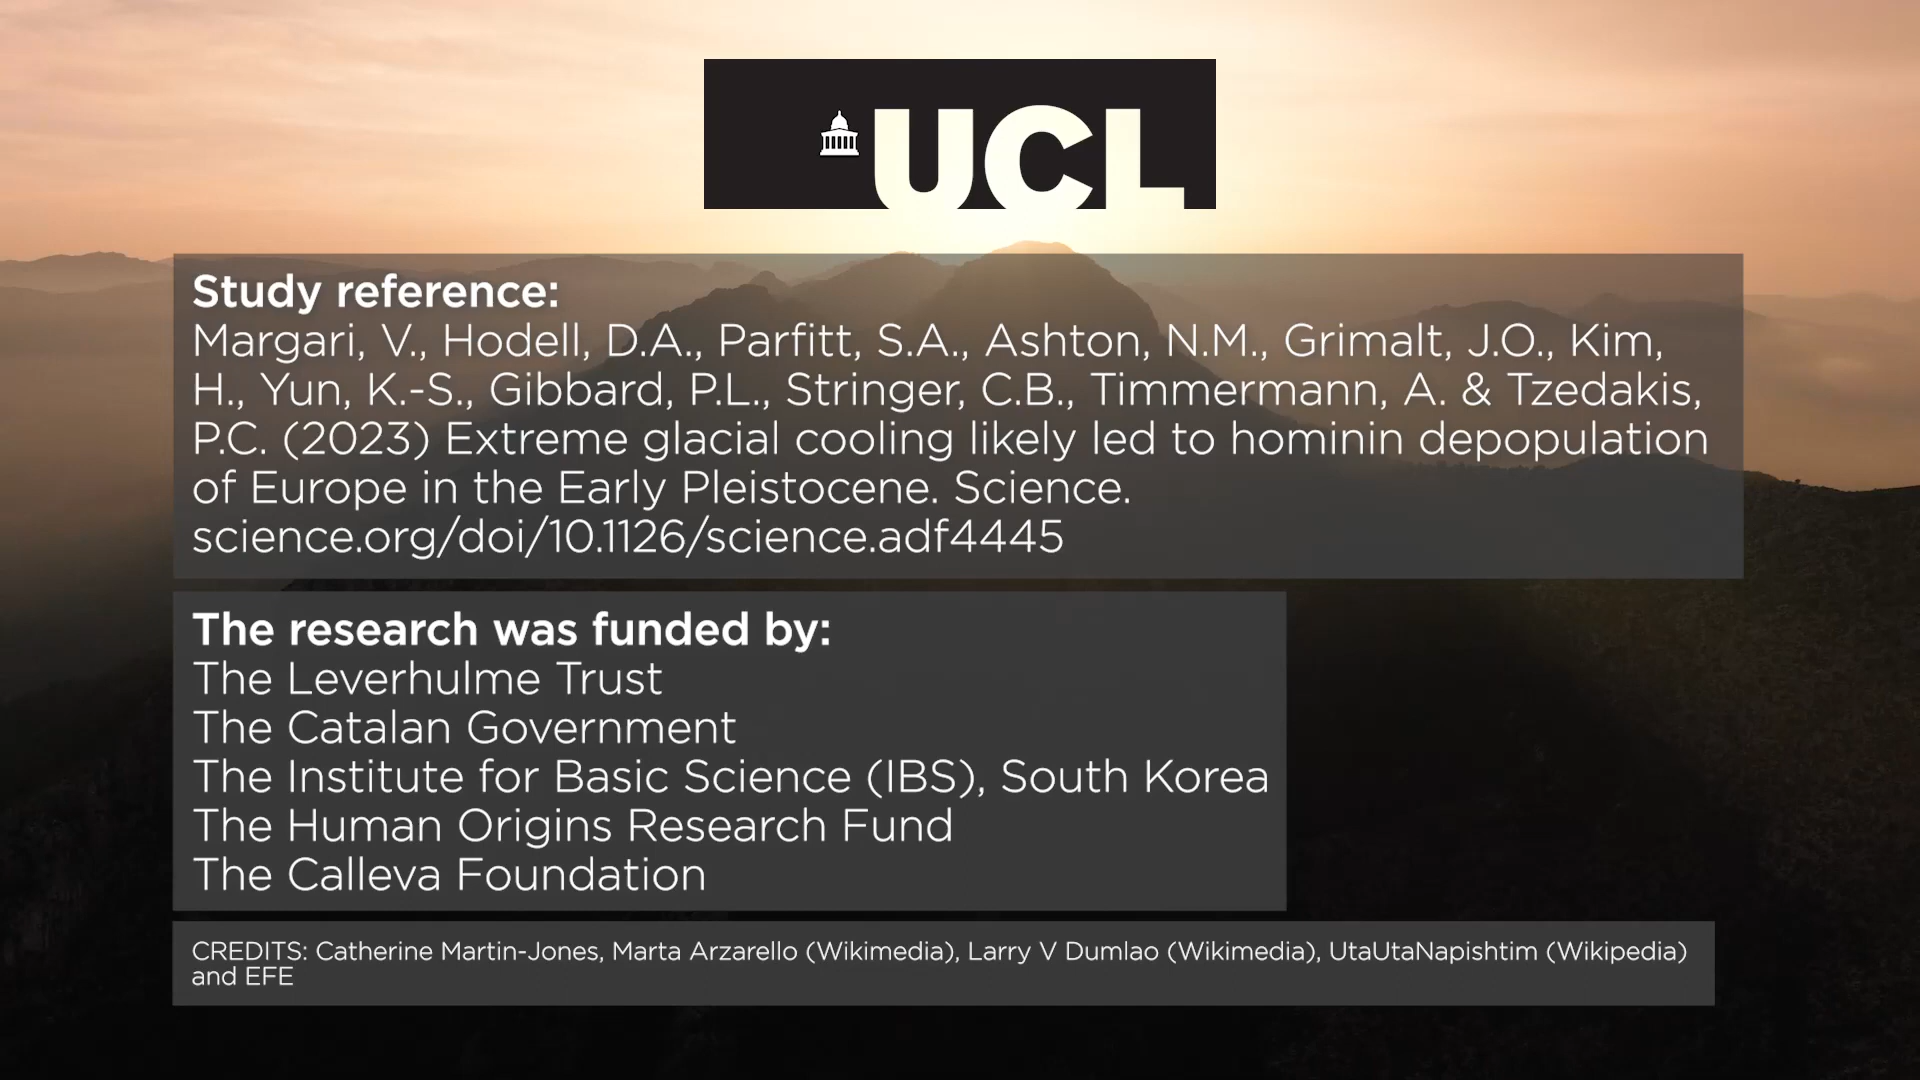 UCL
Study reference:
Margari, V., Hodell, D.A., Parfitt, S.A., Ashton, N.M., Grimalt, J.O., Kim,
H., Yun, K.-S., Gibbard, P.L., Stringer, C.B., Timmermann, A. & Tzedakis,
P.C. (2023) Extreme glacial cooling likely led to hominin depopulation
of Europe in the Early Pleistocene. Science.
science.org/doi/10.1126/science.adf4445
The research was funded by:
The Leverhulme Trust
The Catalan Government
The Institute for Basic Science (IBS), South Korea
The Human Origins Research Fund
The Calleva Foundation
CREDITS: Catherine Martin-Jones, Marta Arzarello (Wikimedia), Larry V Dumlao (Wikimedia), UtaUtaNapishtim (Wikipedia)
and EFE